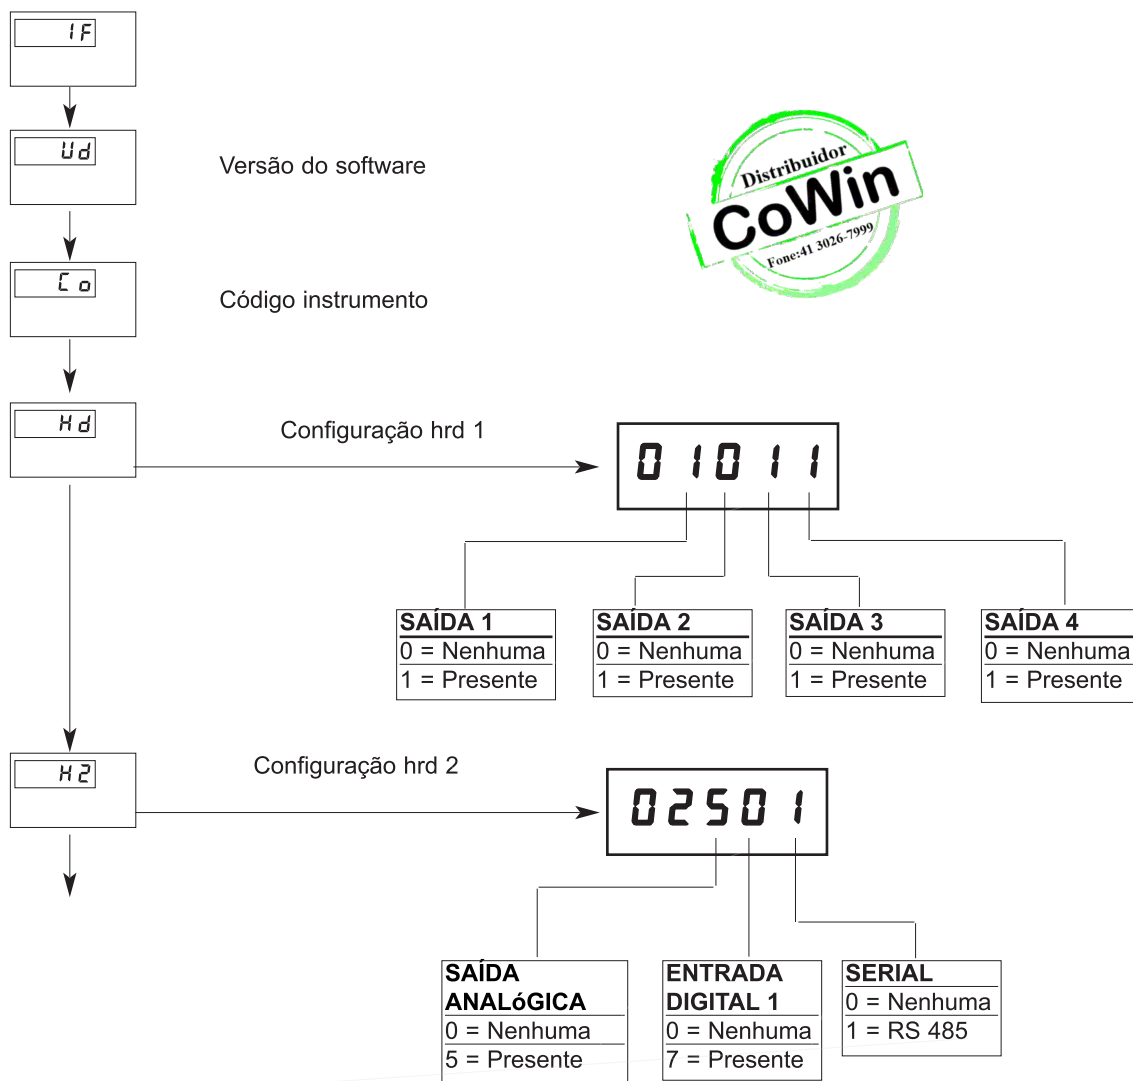 IF
Ud
Versão do software
Distribuidor
CoWin
Fone:41 3026-7999
Co
Código instrumento
Hd
Configuração hrd 1
01011
SAÍDA 1
0 = Nenhuma
1 = Presente
SAÍDA 2
0 = Nenhuma
1 = Presente
SAÍDA 3
0 = Nenhuma
1 = Presente
SAÍDA 4
0 = Nenhuma
1 = Presente
H2
Configuração hrd 2
02501
SAÍDA
ANALóGICA
0 = Nenhuma
5 = Presente
ENTRADA
DIGITAL 1
0 = Nenhuma
7 = Presente
SERIAL
0 = Nenhuma
1 = RS 485